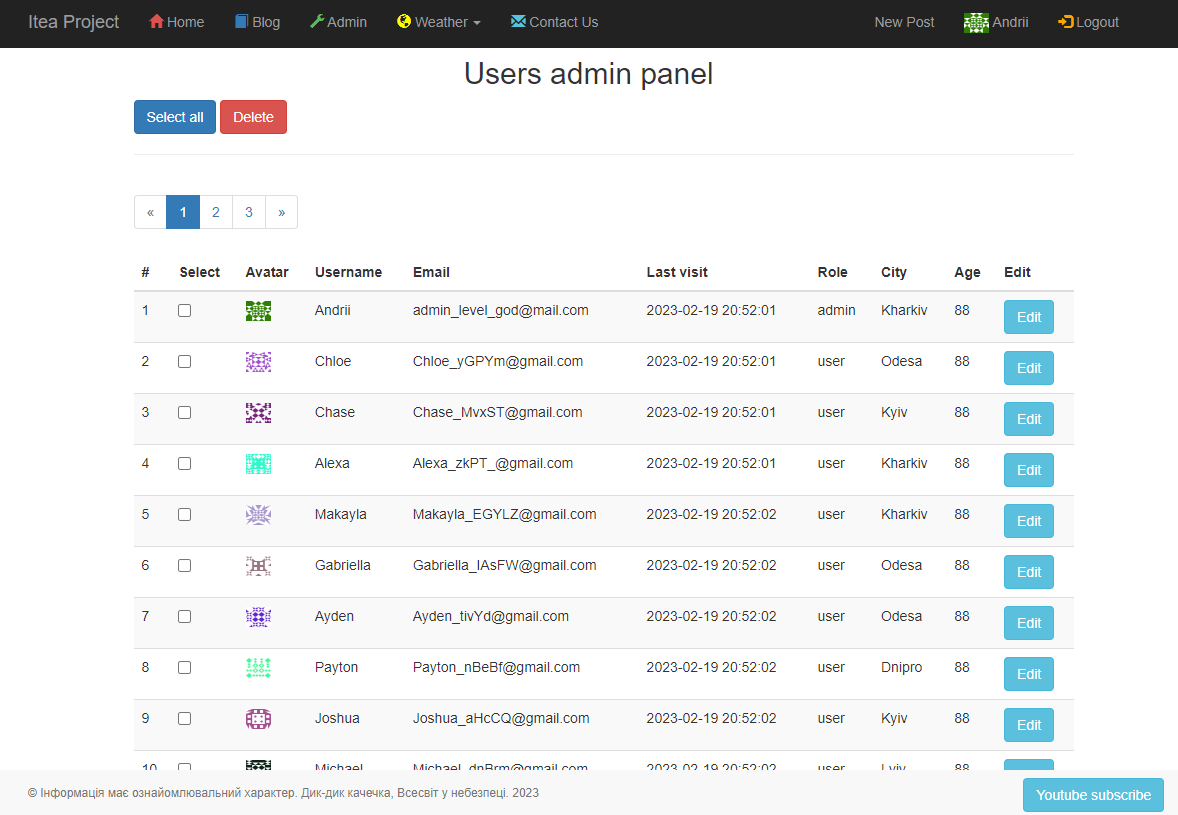 Itea Project Home Blog Admin Weather Contact Us New Post Andrii Logout
Users admin panel
Select all Delete
« 1 2 3 »
# Select Avatar Username Email Last visit Role City Age Edit
1 Andrii admin_level_god@mail.com 2023-02-19 20:52:01 admin Kharkiv 88 Edit
2 Chloe Chloe_yGPYm@gmail.com 2023-02-19 20:52:01 user Odesa 88 Edit
3 Chase Chase_MvxST@gmail.com 2023-02-19 20:52:01 user Kyiv 88 Edit
4 Alexa Alexa_zkPT_@gmail.com 2023-02-19 20:52:01 user Kharkiv 88 Edit
5 Makayla Makayla_EGYLZ@gmail.com 2023-02-19 20:52:02 user Kharkiv 88 Edit
6 Gabriella Gabriella_IAsFW@gmail.com 2023-02-19 20:52:02 user Odesa 88 Edit
7 Ayden Ayden_tivYd@gmail.com 2023-02-19 20:52:02 user Odesa 88 Edit
8 Payton Payton_nBeBf@gmail.com 2023-02-19 20:52:02 user Dnipro 88 Edit
9 Joshua Joshua_aHcCQ@gmail.com 2023-02-19 20:52:02 user Kyiv 88 Edit
10 Michael Michael_dnBrm@gmail.com 2023-02-19 20:52:02 user Lviv 88
© Інформація має ознайомлювальний характер. Дик-дик качечка, Всесвіт у небезпеці. 2023 Youtube subscribe